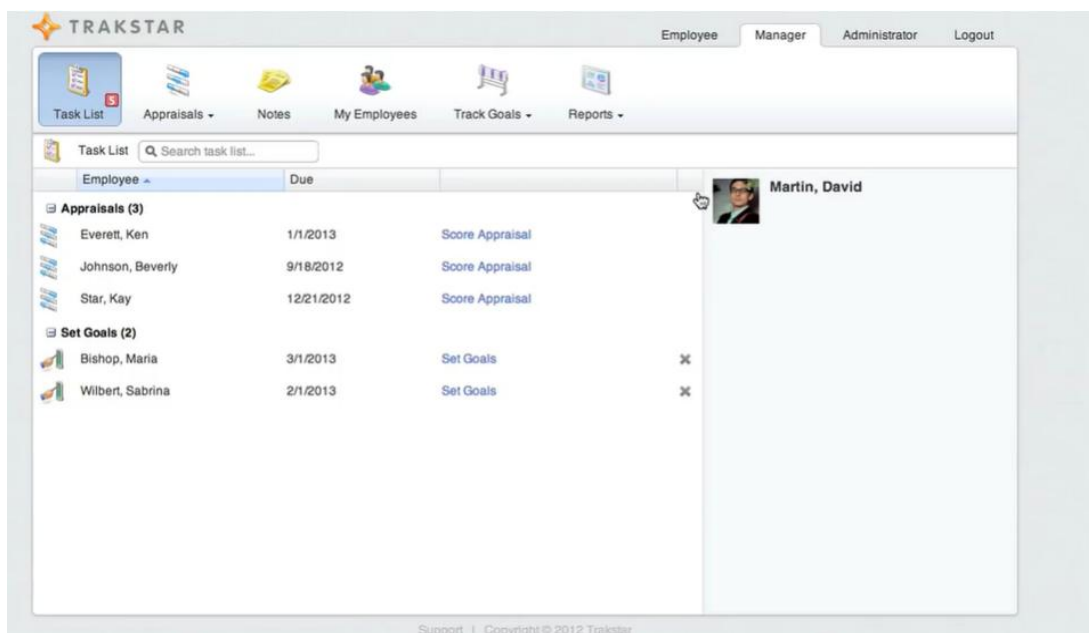 TRAKSTAR
Employee Manager Administrator Logout
5
Task List Appraisals Notes My Employees Track Goals Reports
Task List Search task list...
Employee Due
Martin, David
Appraisals (3)
Everett, Ken 1/1/2013 Score Appraisal
Johnson, Beverly 9/18/2012 Score Appraisal
Star, Kay 12/21/2012 Score Appraisal
Set Goals (2)
Bishop, Maria 3/1/2013 Set Goals
Wilbert, Sabrina 2/1/2013 Set Goals
Support | Copyright © 2012 Trakstar